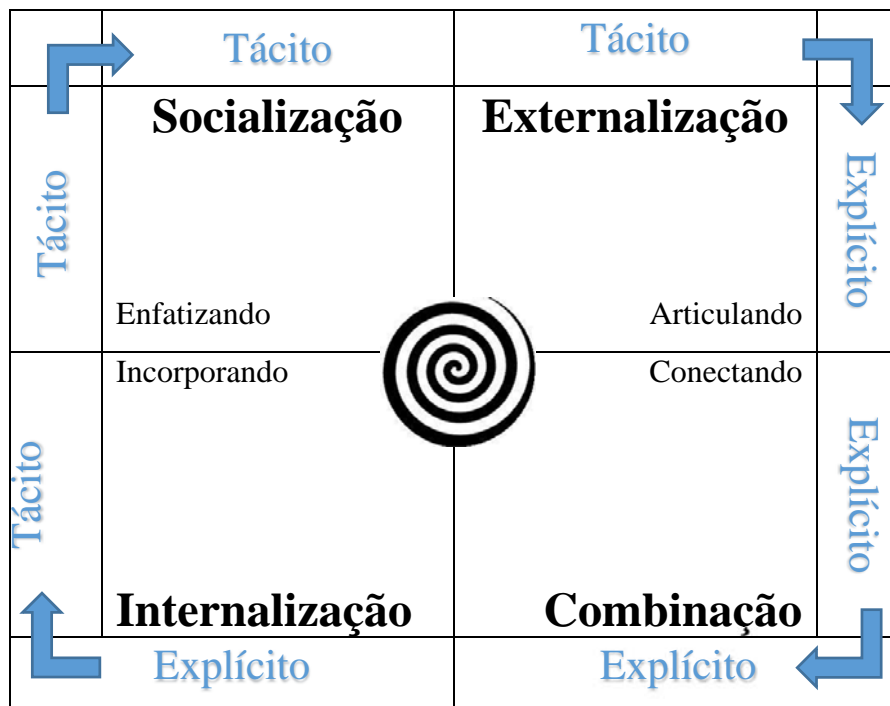 Tácito
Tácito
Socialização
Externalização
Tácito
Explícito
Enfatizando
Articulando
Incorporando
Conectando
Tácito
Explícito
Internalização
Combinação
Explícito
Explícito